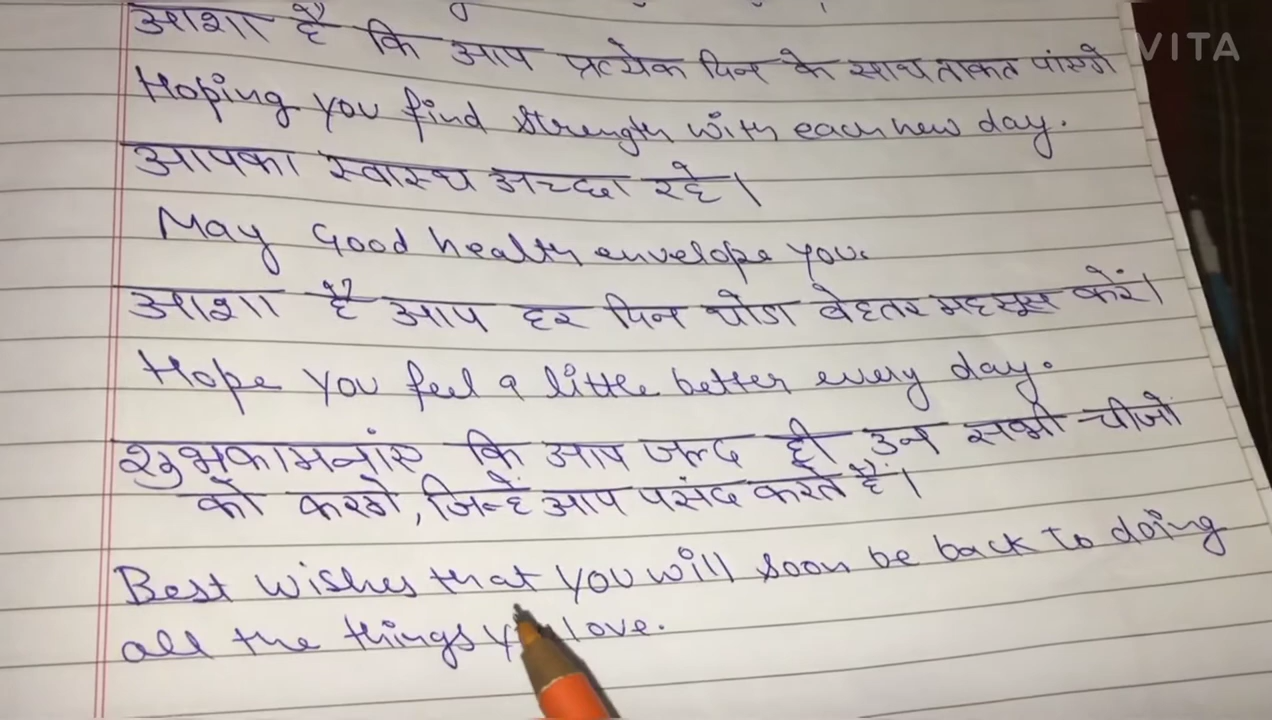 आशा है कि आप प्रत्येक दिन के साथ ताकत पांएगे
VITA
Hoping you find strength with each new day.
आपका स्वास्थ अच्छा रहे।
May Good health envelope you.
आशा है आप हर दिन थोडा बेहतर महसूस करें।
Hope you feel a little better every day.
शुभकामनांए कि आप जल्द ही उन सभी चीजो
को करगे, जिन्हें आप पसंद करते हैं।
Best wishes that you will soon be back to doing
all the things love.